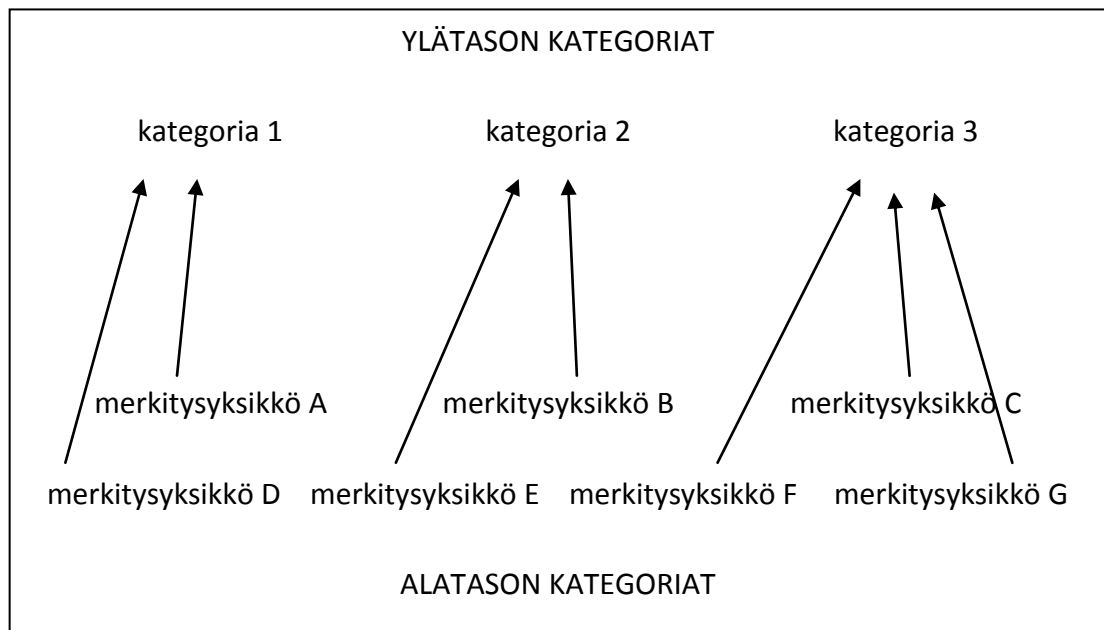 YLÄTASON KATEGORIAT
kategoria 1 kategoria 2 kategoria 3
merkitysyksikkö A merkitysyksikkö B merkitysyksikkö C
merkitysyksikkö D merkitysyksikkö E merkitysyksikkö F merkitysyksikkö G
ALATASON KATEGORIAT